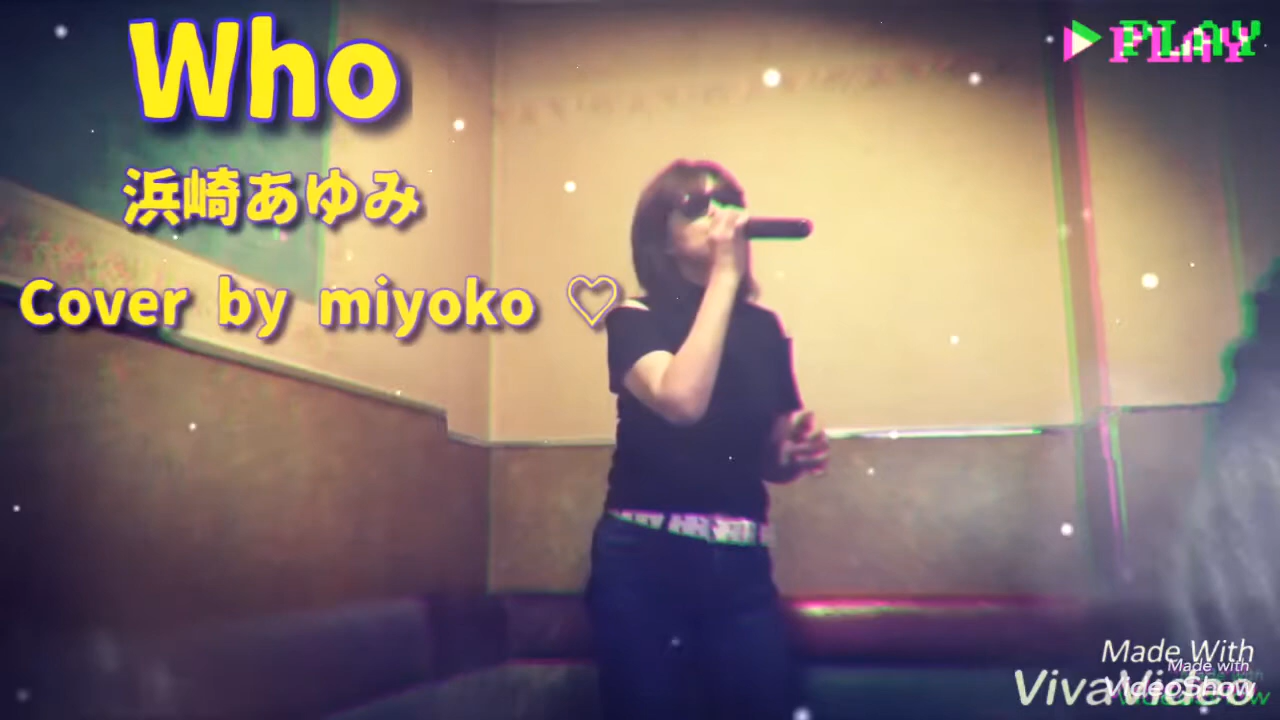 Who
PLAY
浜崎あゆみ
Cover by miyoko ♡
Made With
VivaVideo
Made with
VideoShow